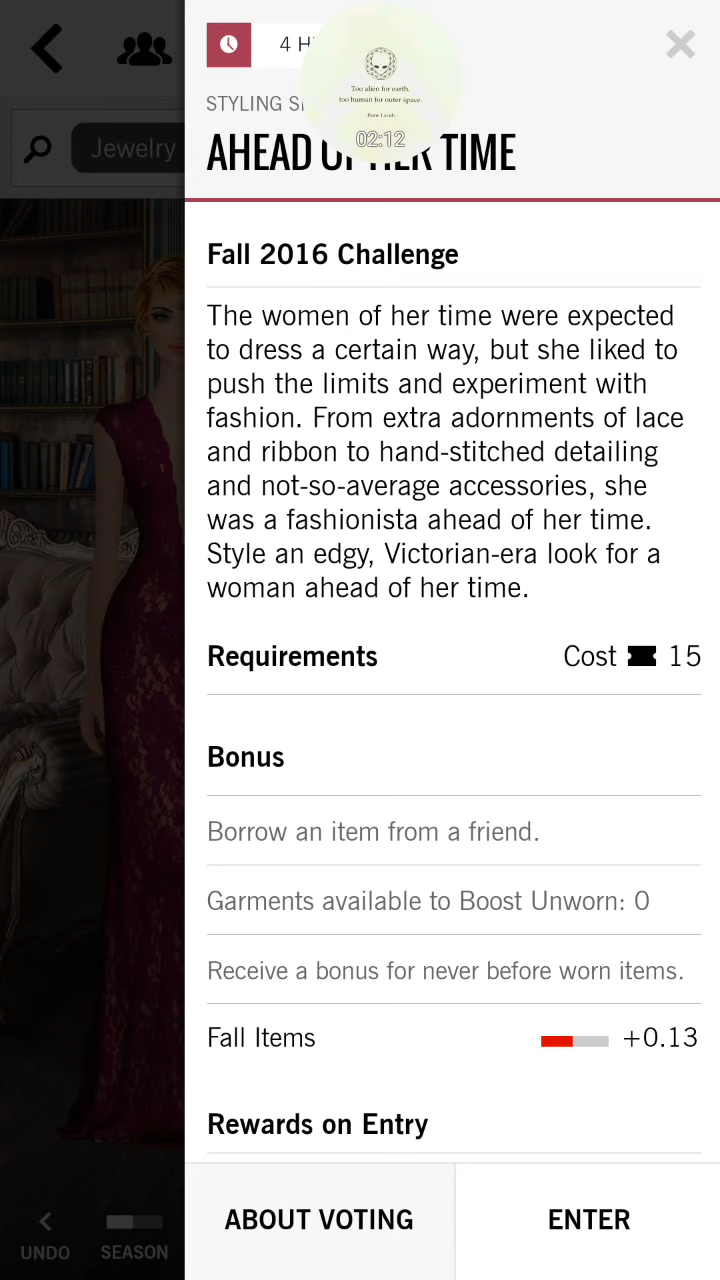 4 H
Too alien for earth,
too human for outer space.
STYLING S
02:12
AHEAD OF HER TIME
Jewelry
Fall 2016 Challenge
The women of her time were expected
to dress a certain way, but she liked to
push the limits and experiment with
fashion. From extra adornments of lace
and ribbon to hand-stitched detailing
and not-so-average accessories, she
was a fashionista ahead of her time.
Style an edgy, Victorian-era look for a
woman ahead of her time.
Requirements Cost 15
Bonus
Borrow an item from a friend.
Garments available to Boost Unworn: 0
Receive a bonus for never before worn items.
Fall Items +0.13
Rewards on Entry
ABOUT VOTING ENTER
UNDO SEASON